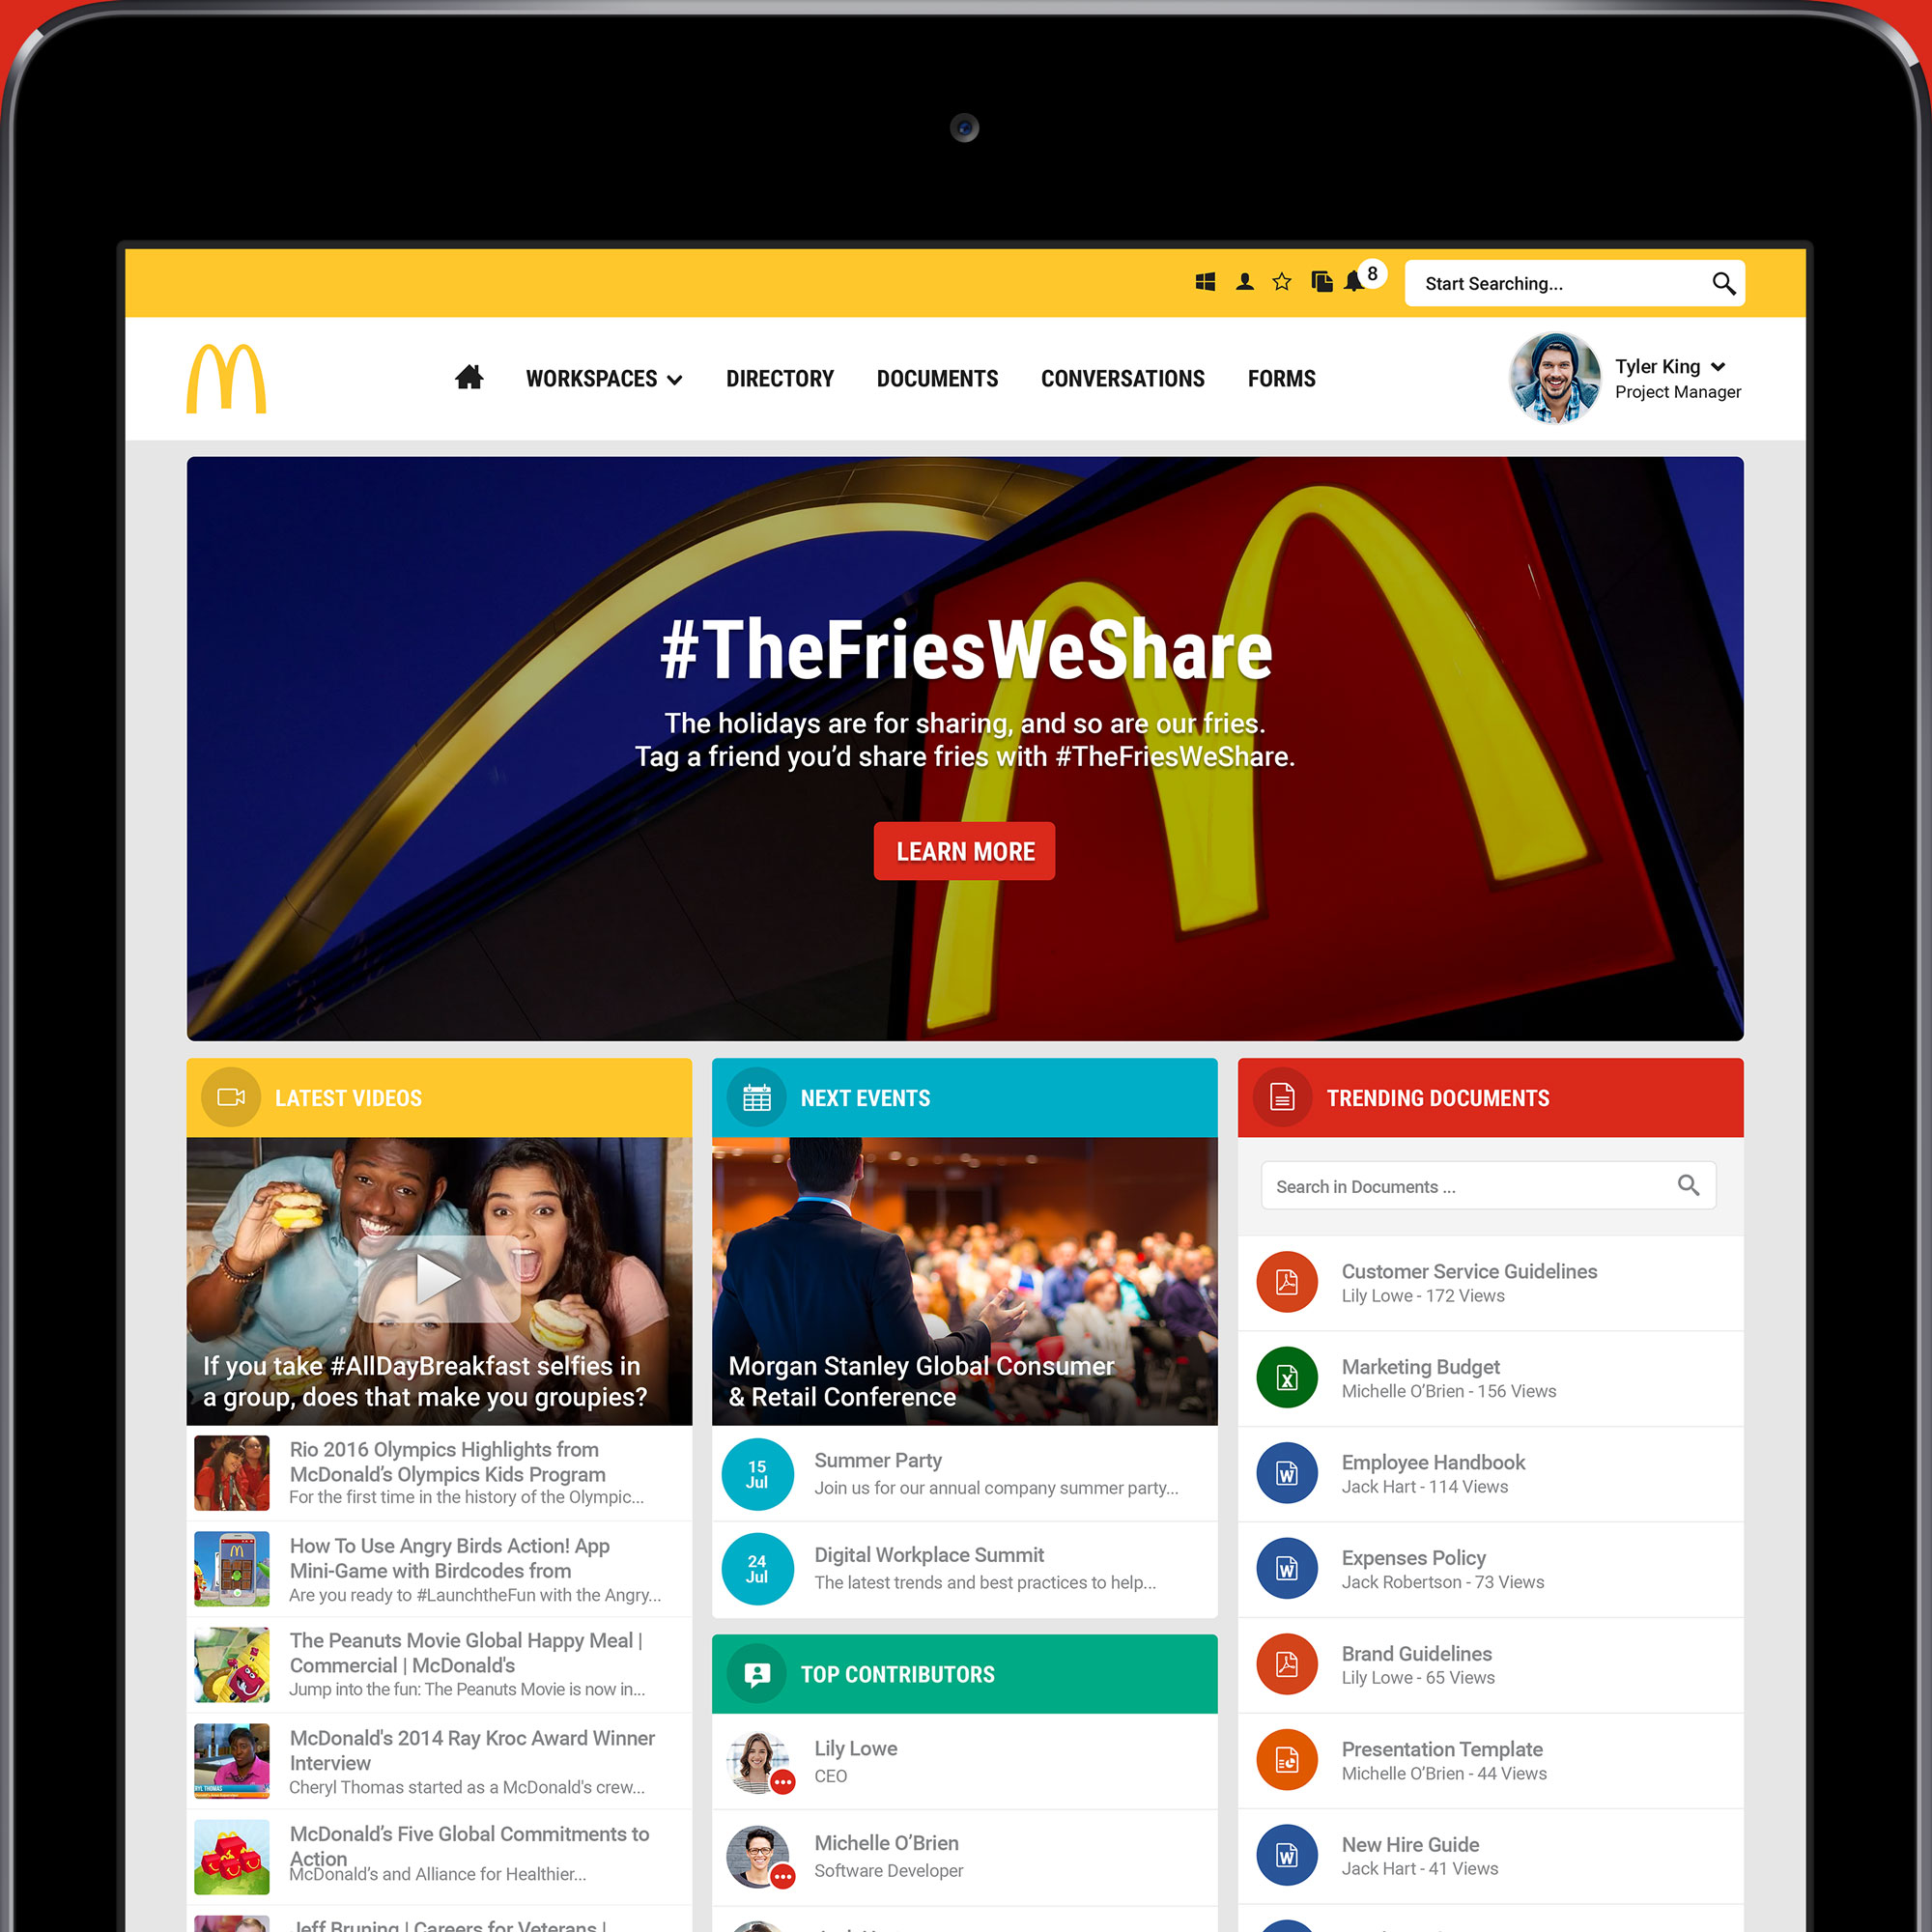 8
Start Searching...
WORKSPACES
DIRECTORY
DOCUMENTS
CONVERSATIONS
FORMS
Tyler King
Project Manager
#TheFriesWeShare
The holidays are for sharing, and so are our fries.
Tag a friend you’d share fries with #TheFriesWeShare.
LEARN MORE
LATEST VIDEOS
If you take #AllDayBreakfast selfies in
a group, does that make you groupies?
Rio 2016 Olympics Highlights from
McDonald’s Olympics Kids Program
For the first time in the history of the Olympic...
How To Use Angry Birds Action! App
Mini-Game with Birdcodes from
Are you ready to #LaunchtheFun with the Angry...
The Peanuts Movie Global Happy Meal |
Commercial | McDonald's
Jump into the fun: The Peanuts Movie is now in...
McDonald's 2014 Ray Kroc Award Winner
Interview
Cheryl Thomas started as a McDonald's crew...
McDonald’s Five Global Commitments to
Action
McDonald’s and Alliance for Healthier...
Jeff Bruning | Careers for Veterans |
NEXT EVENTS
Morgan Stanley Global Consumer
& Retail Conference
15
Jul
Summer Party
Join us for our annual company summer party...
24
Jul
Digital Workplace Summit
The latest trends and best practices to help...
TOP CONTRIBUTORS
Lily Lowe
CEO
Michelle O’Brien
Software Developer
TRENDING DOCUMENTS
Search in Documents ...
Customer Service Guidelines
Lily Lowe - 172 Views
Marketing Budget
Michelle O’Brien - 156 Views
Employee Handbook
Jack Hart - 114 Views
Expenses Policy
Jack Robertson - 73 Views
Brand Guidelines
Lily Lowe - 65 Views
Presentation Template
Michelle O’Brien - 44 Views
New Hire Guide
Jack Hart - 41 Views